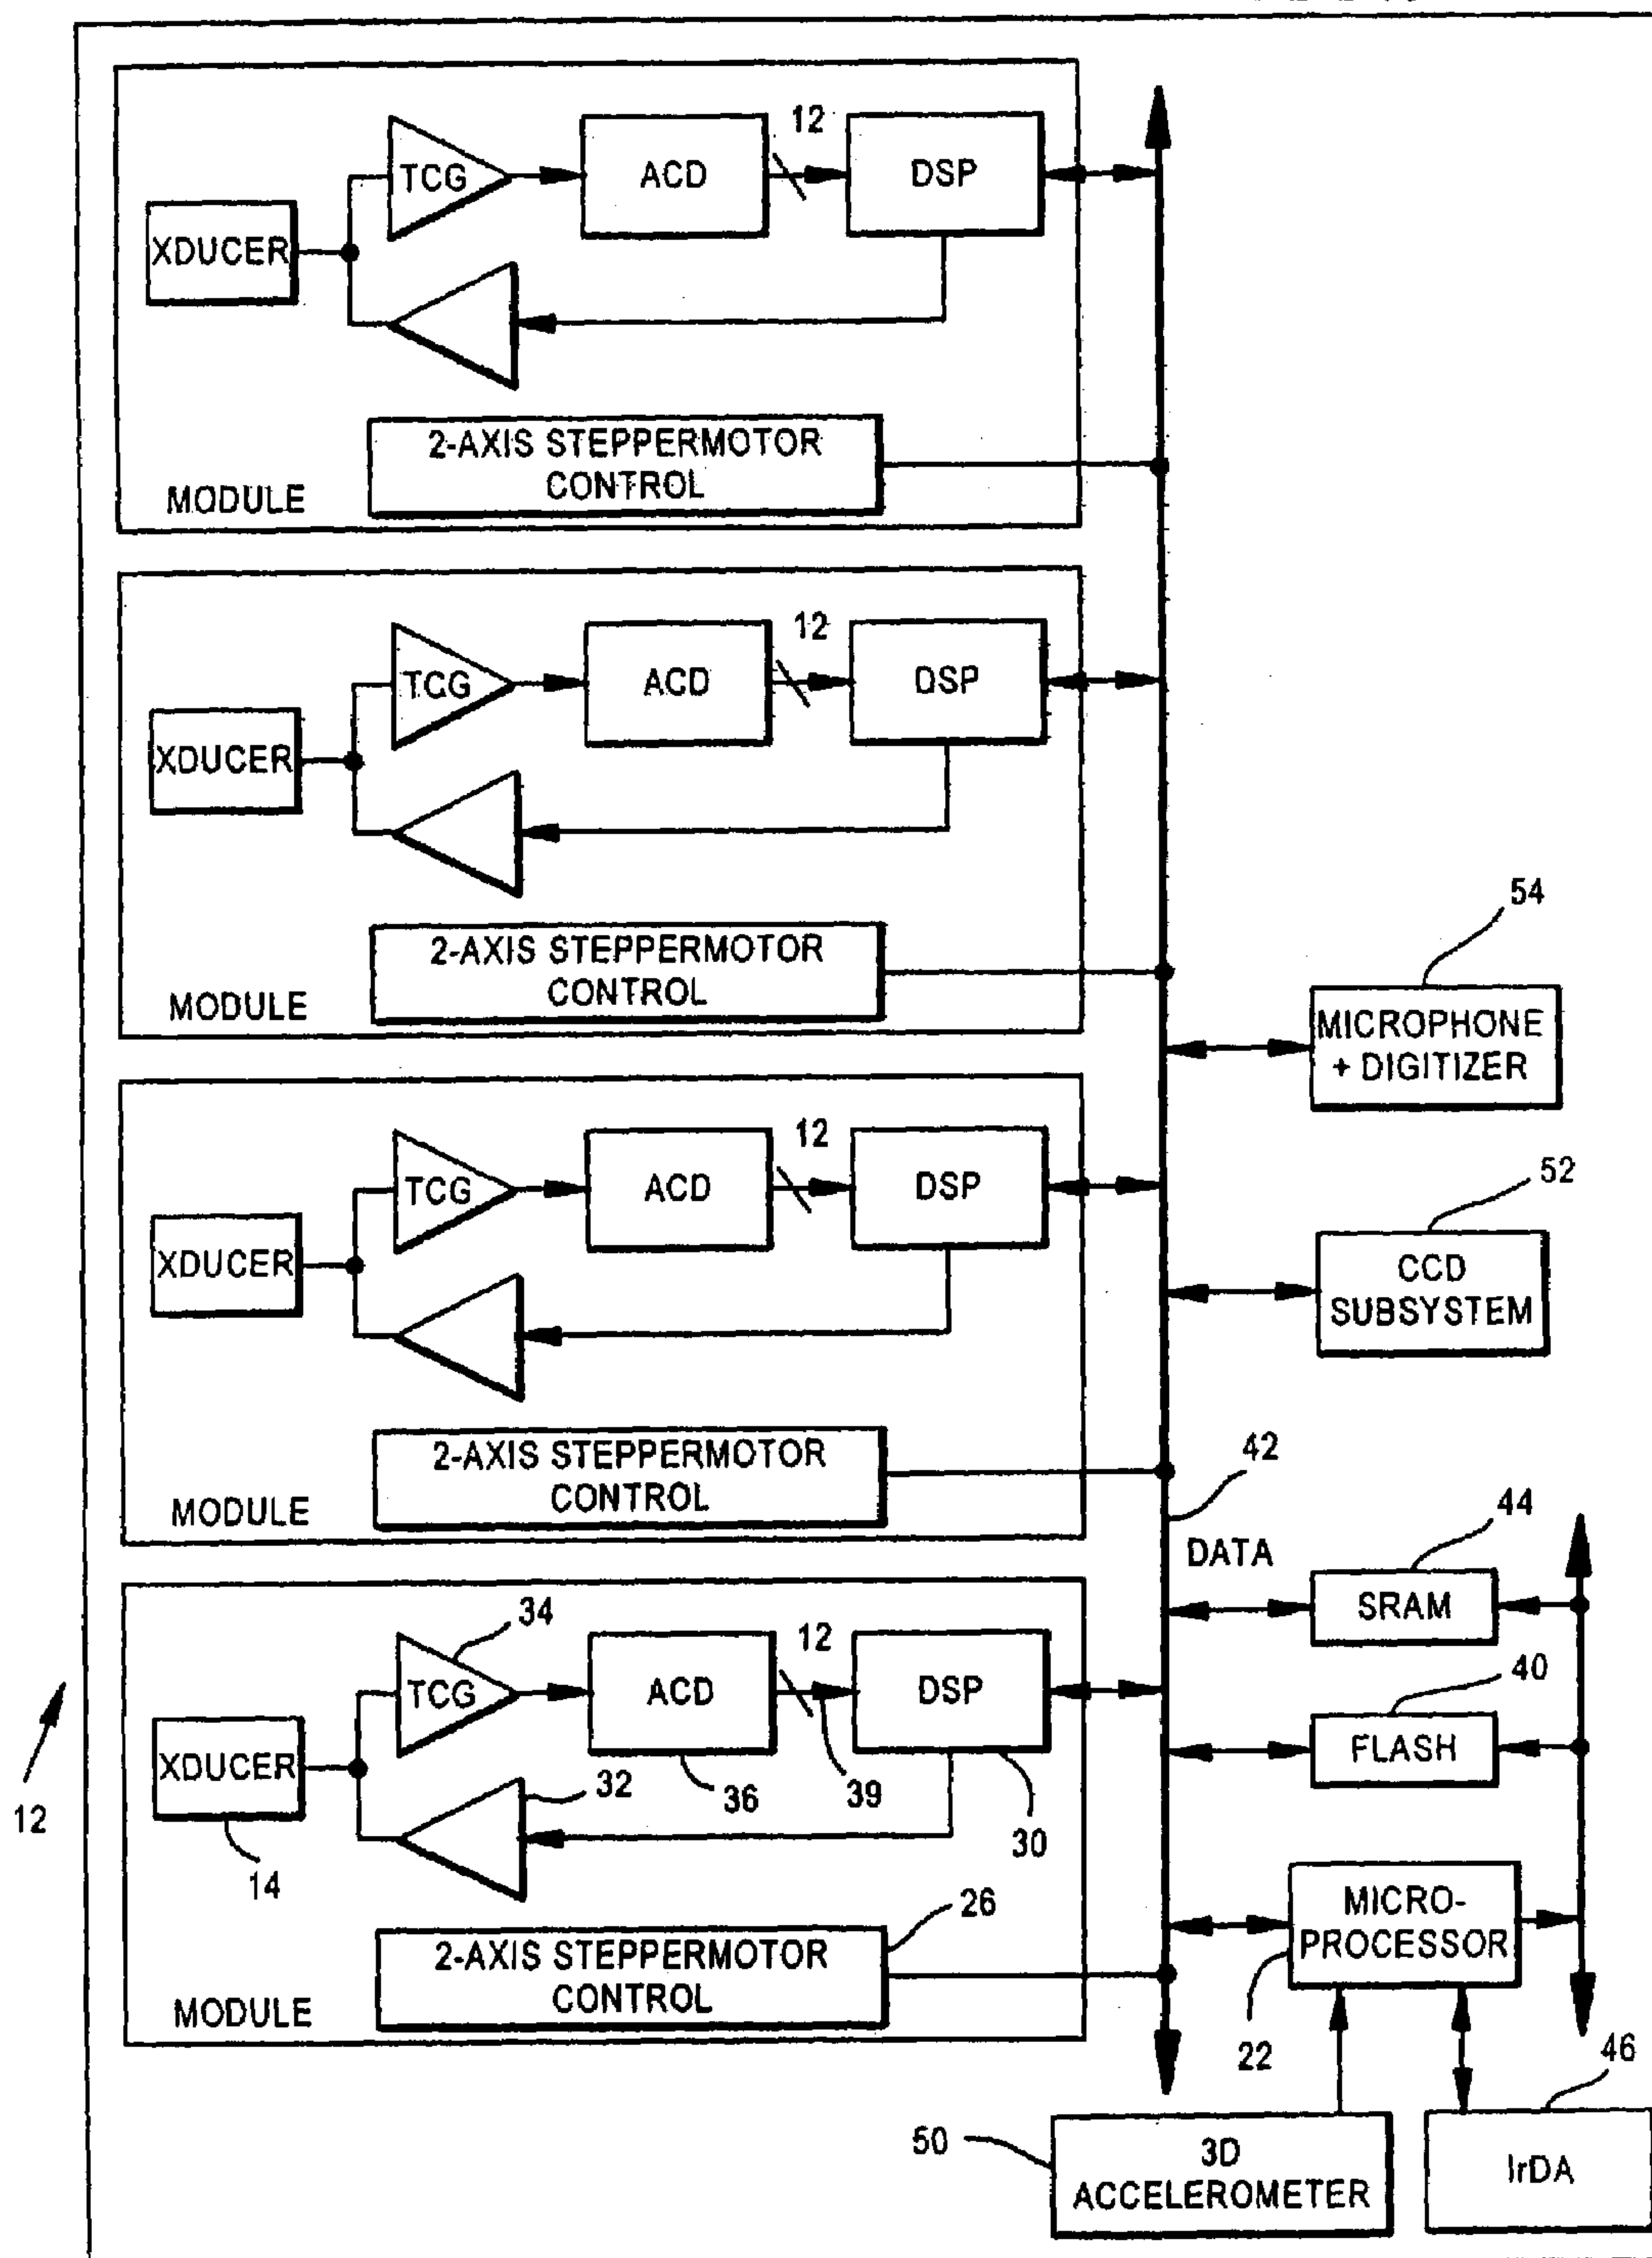 TCG
ACD
12
DSP
XDUCER
2-AXIS STEPPERMOTOR
CONTROL
MODULE
TCG
ACD
12
DSP
XDUCER
2-AXIS STEPPERMOTOR
CONTROL
MODULE
54
MICROPHONE
+ DIGITIZER
TCG
ACD
12
DSP
XDUCER
52
CCD
SUBSYSTEM
2-AXIS STEPPERMOTOR
CONTROL
MODULE
42
DATA
44
SRAM
34
TCG
ACD
12
DSP
40
FLASH
XDUCER
32
36
39
30
14
12
26
2-AXIS STEPPERMOTOR
CONTROL
MODULE
MICRO-
PROCESSOR
22
46
50
3D
ACCELEROMETER
IrDA